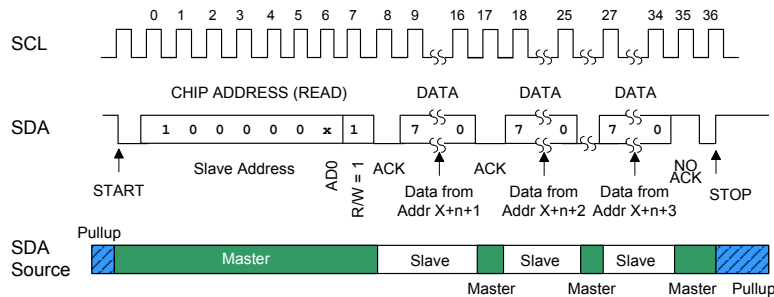 0 1 2 3 4 5 6 7 8 9 16 17 18 25 27 34 35 36
SCL
CHIP ADDRESS (READ) DATA DATA DATA
SDA
1 0 0 0 0 0 x 1 7 0 7 0 7 0
START
Slave Address
AD0
R/W = 1
ACK
Data from
Addr X+n+1
ACK
Data from
Addr X+n+2
Data from
Addr X+n+3
NO
ACK
STOP
Pullup
SDA
Source
Master Slave Slave Slave
Master Master Master Pullup